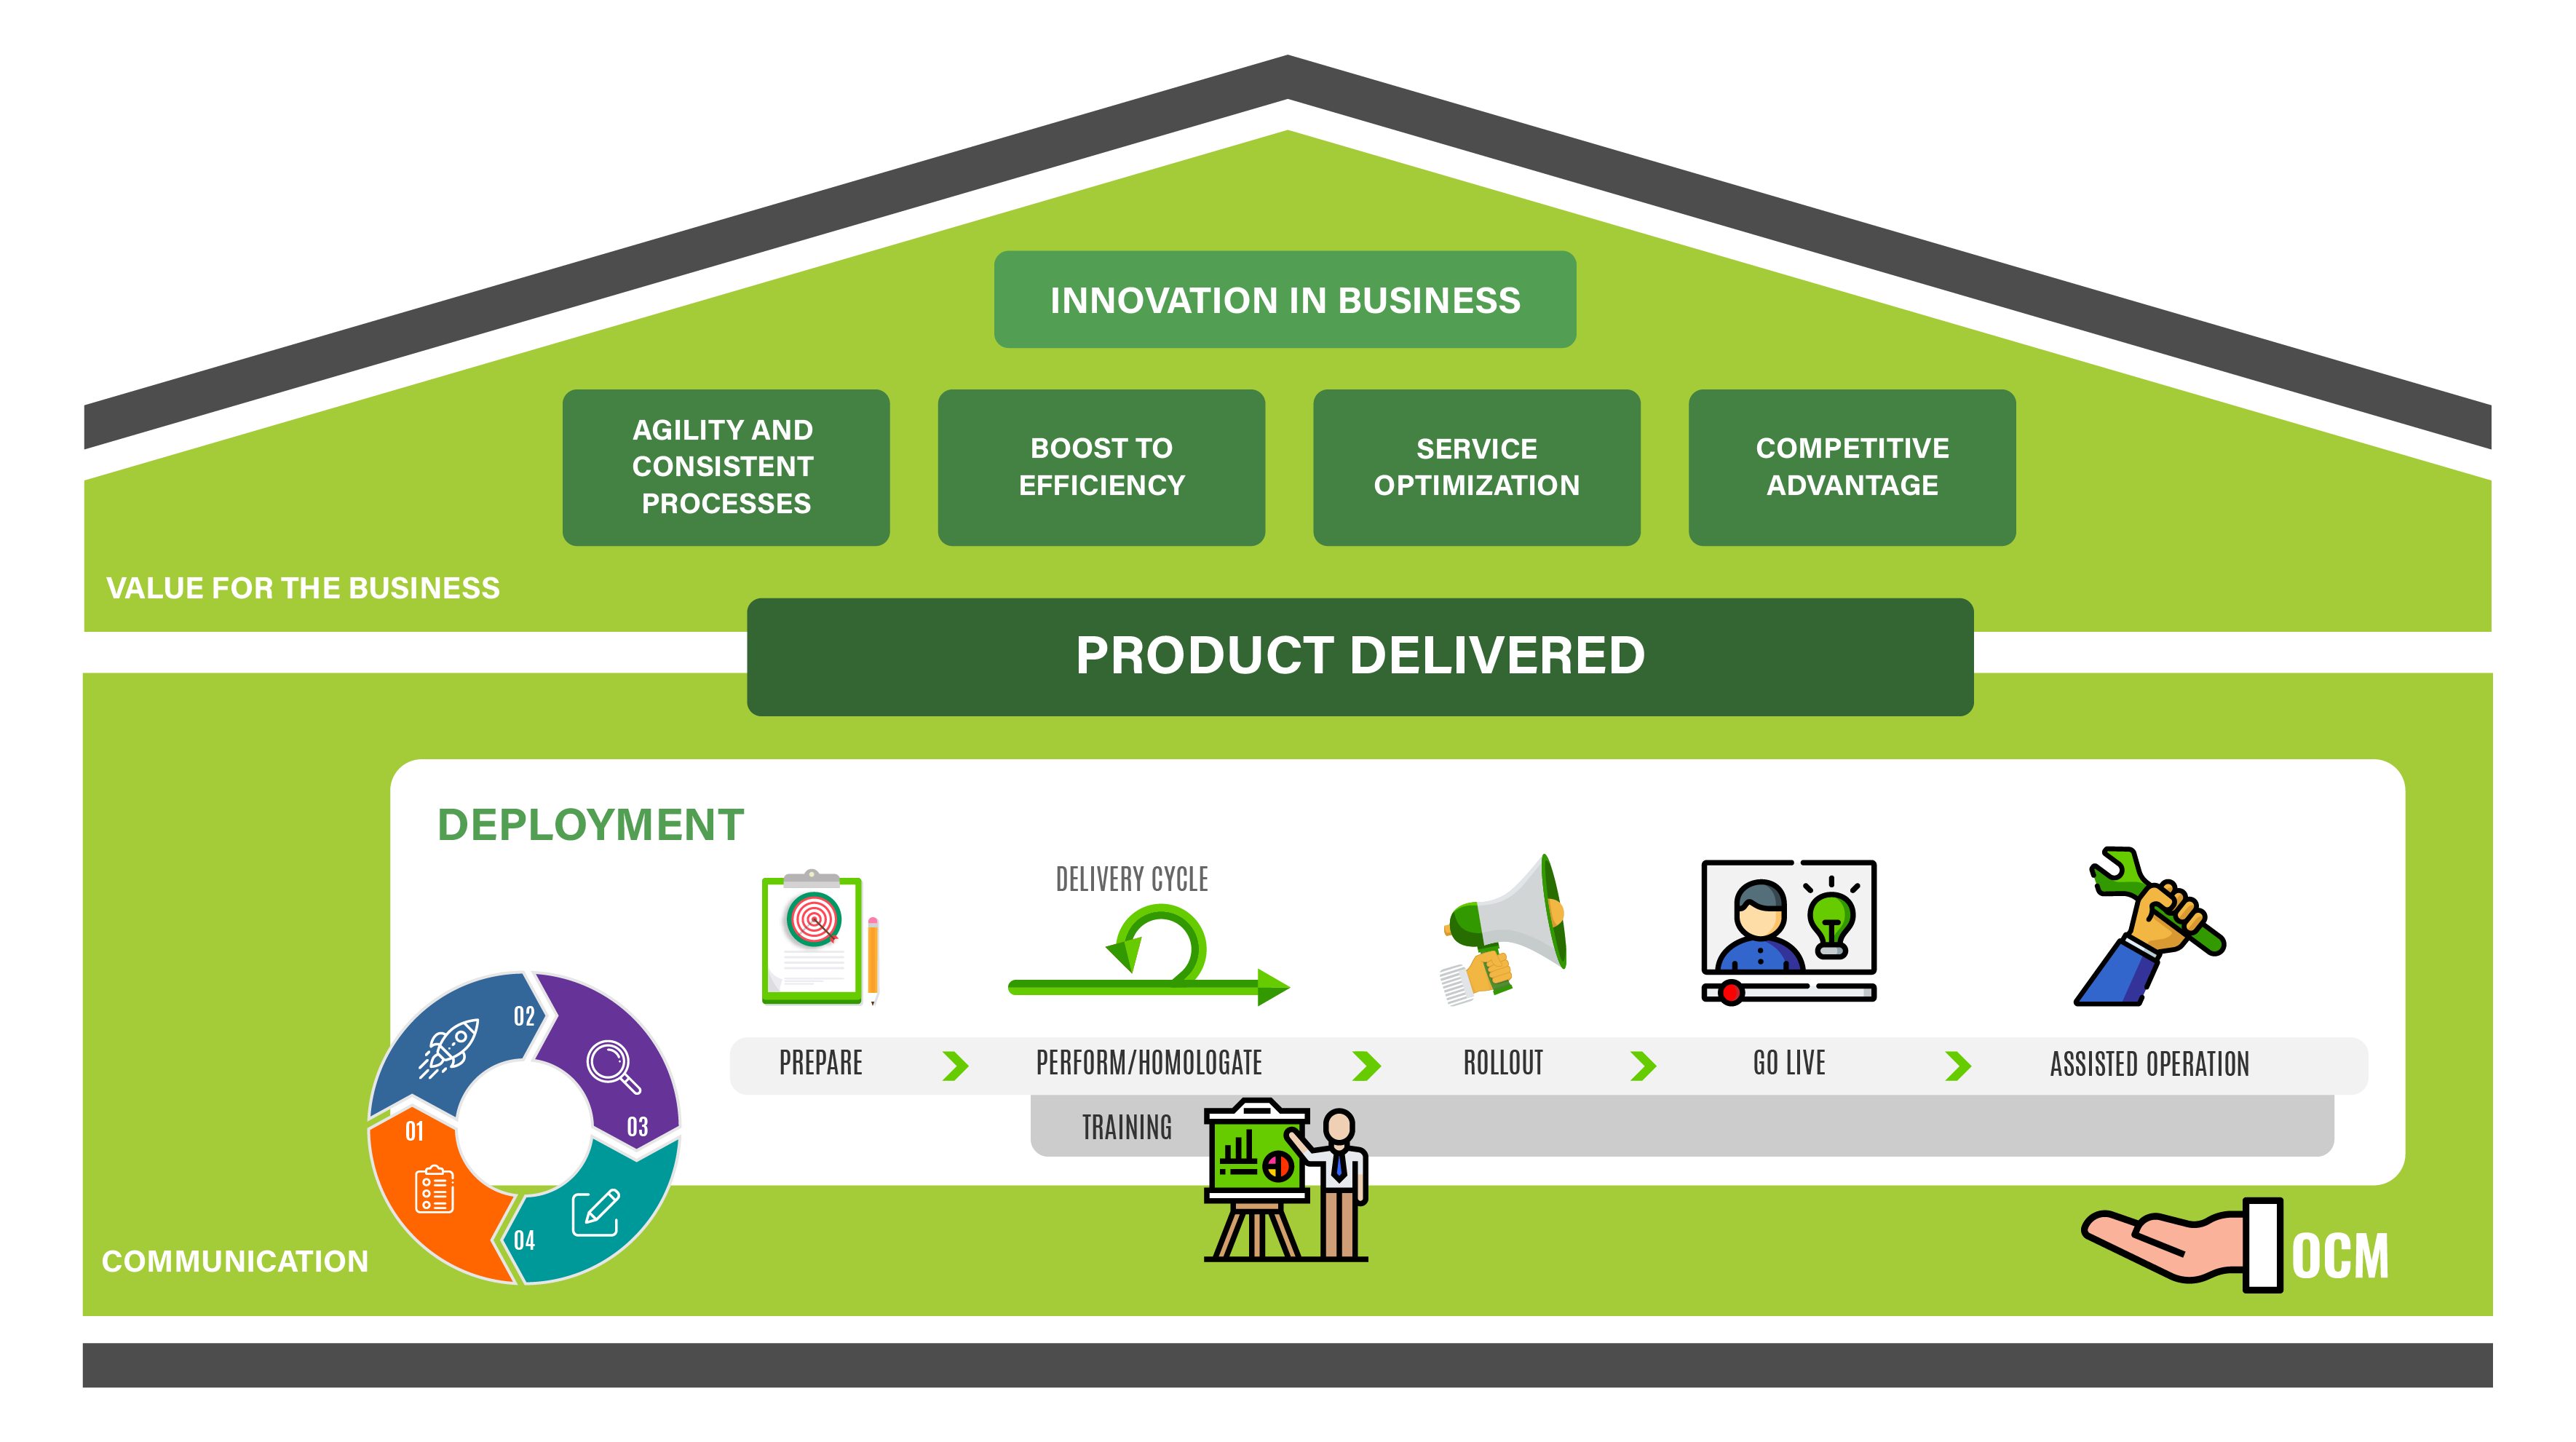 INNOVATION IN BUSINESS
AGILITY AND
CONSISTENT
PROCESSES
BOOST TO
EFFICIENCY
SERVICE
OPTIMIZATION
COMPETITIVE
ADVANTAGE
VALUE FOR THE BUSINESS
PRODUCT DELIVERED
DEPLOYMENT
DELIVERY CYCLE
PREPARE
PERFORM/HOMOLOGATE
ROLLOUT
GO LIVE
ASSISTED OPERATION
TRAINING
02
03
01
04
COMMUNICATION
OCM